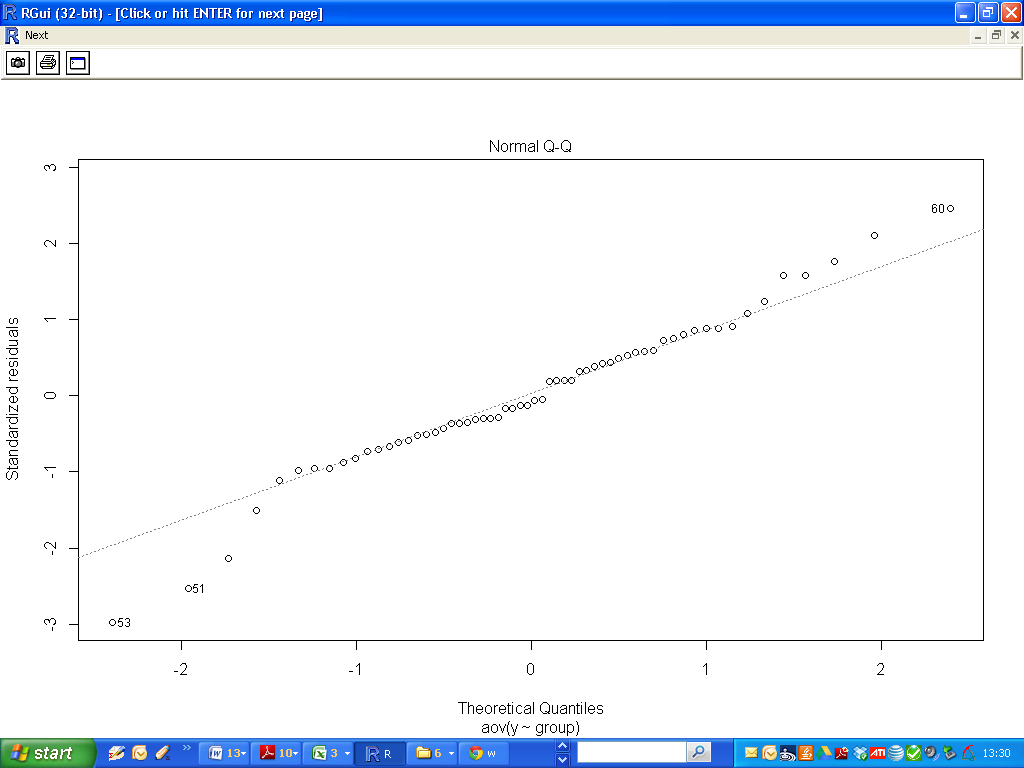 RGui (32-bit) - [Click or hit ENTER for next page]
Next
Normal Q-Q
3
2
1
0
-1
-2
-3
Standardized residuals
60
51
53
-2 -1 0 1 2
Theoretical Quantiles
aov(y ~ group)
start
13
10
3
R
6
w
ATI
13:30